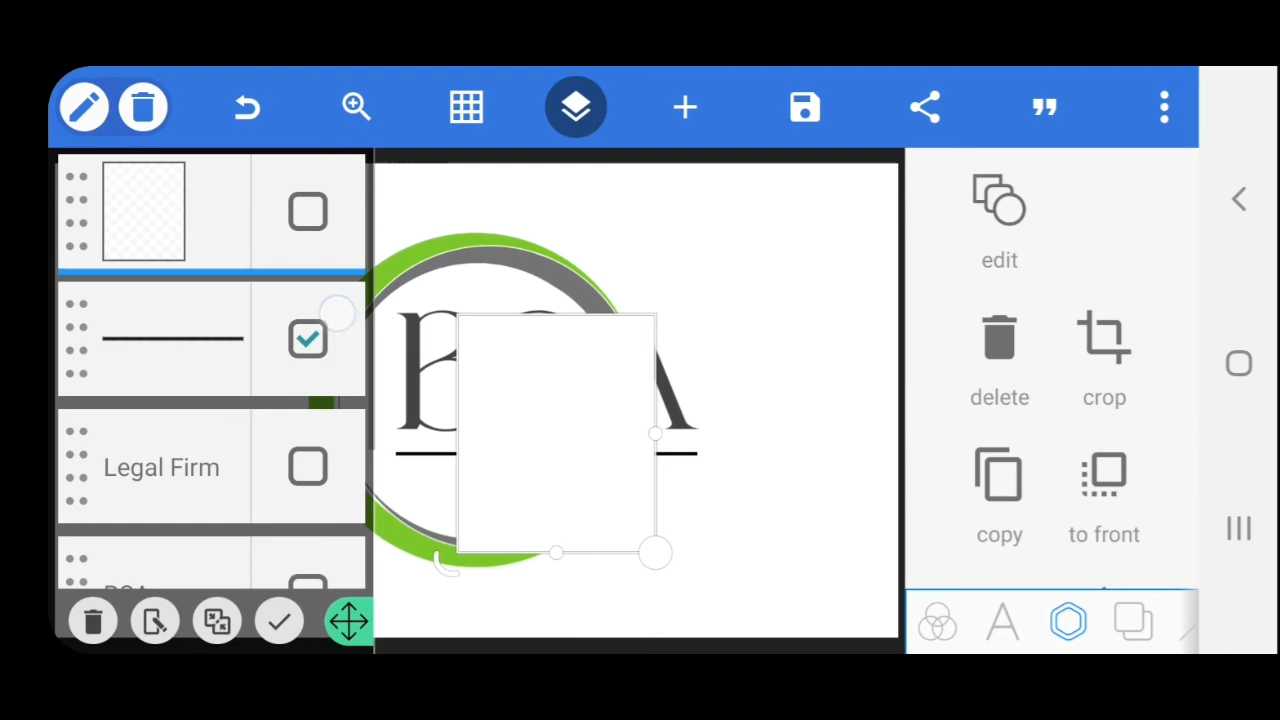 edit
delete
crop
Legal Firm
copy
to front